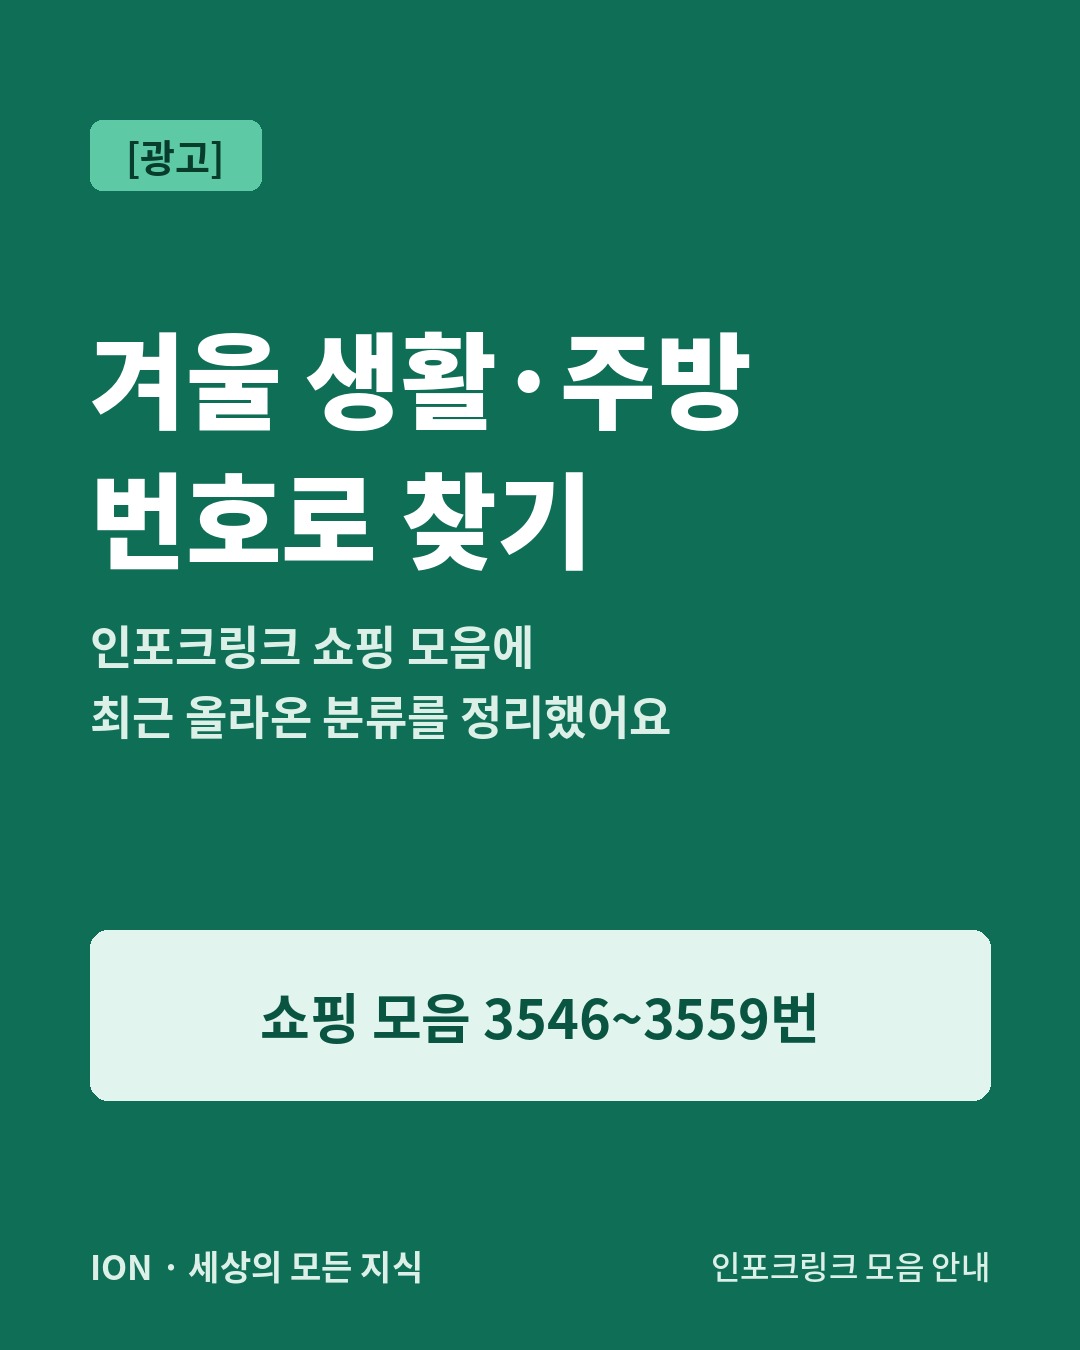 [광고]
겨울 생활·주방
번호로 찾기
인포크링크 쇼핑 모음에
최근 올라온 분류를 정리했어요
쇼핑 모음 3546~3559번
ION · 세상의 모든 지식
인포크링크 모음 안내